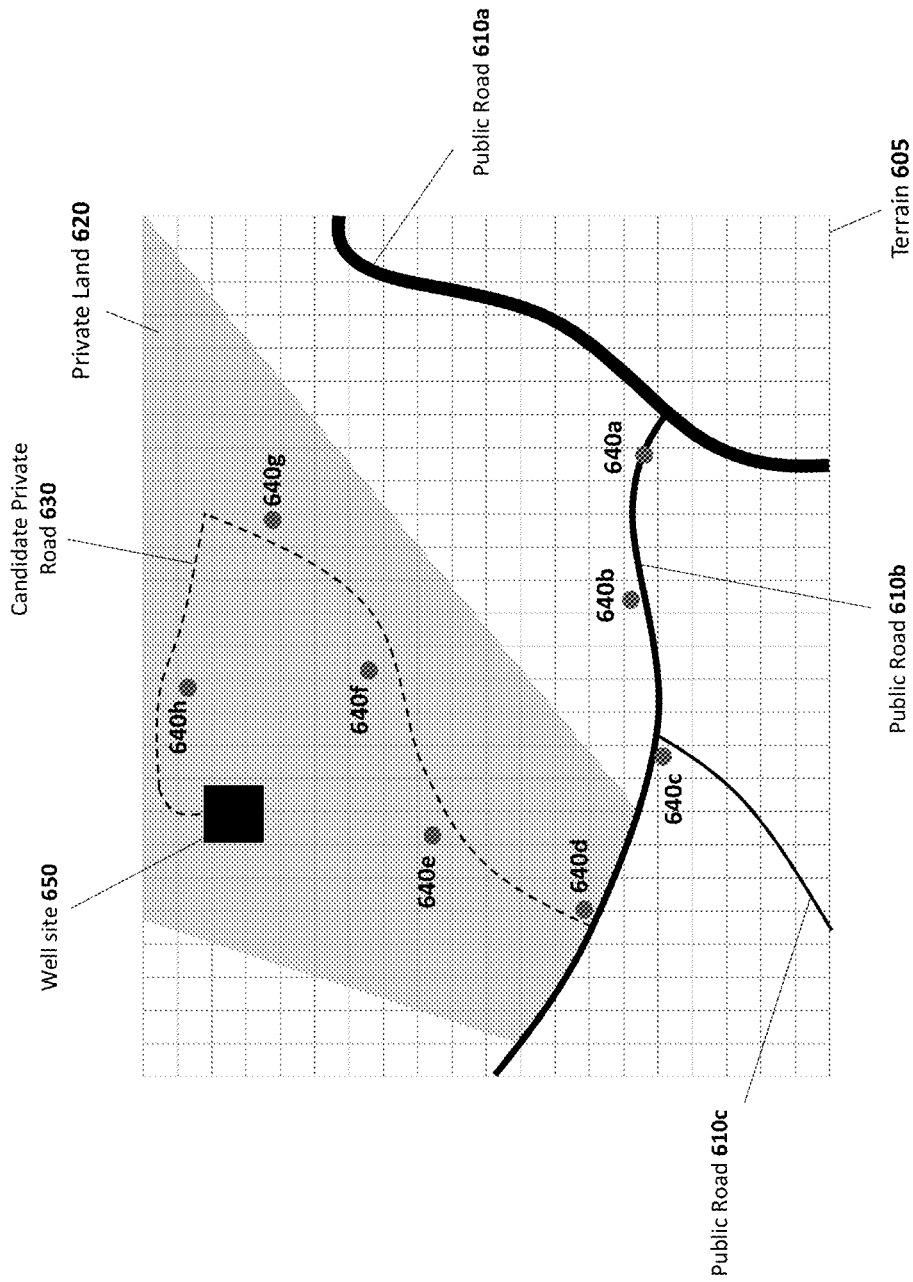 Well site 650
Candidate Private
Road 630
Private Land 620
Public Road 610a
640h
640g
640f
640e
640d
640c
640b
640a
Public Road 610c
Public Road 610b
Terrain 605